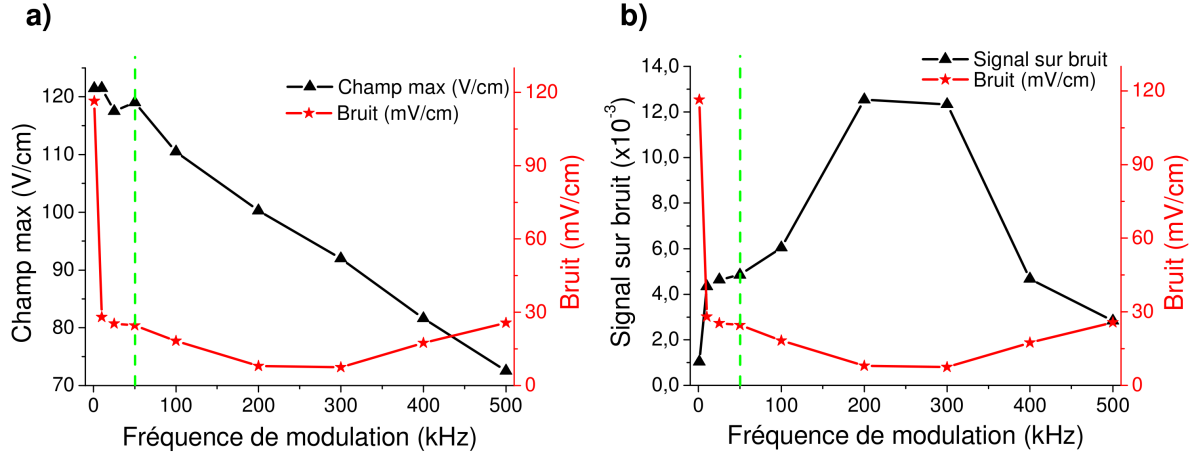 a)
Champ max (V/cm)
120
110
100
90
80
70
Champ max (V/cm)
Bruit (mV/cm)
120
90
60
30
0
Bruit (mV/cm)
0 100 200 300 400 500
Fréquence de modulation (kHz)
b)
Signal sur bruit (x10-3)
14,0
12,0
10,0
8,0
6,0
4,0
2,0
0,0
Signal sur bruit
Bruit (mV/cm)
120
90
60
30
0
Bruit (mV/cm)
0 100 200 300 400 500
Fréquence de modulation (kHz)